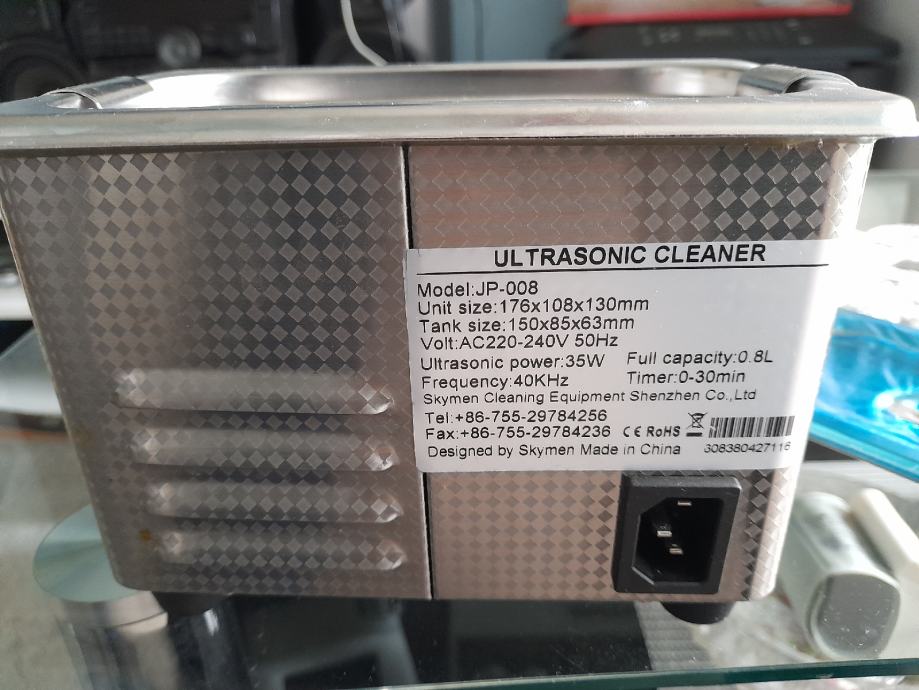 ULTRASONIC CLEANER
Model:JP-008
Unit size:176x108x130mm
Tank size:150x85x63mm
Volt:AC220-240V 50Hz
Ultrasonic power:35W Full capacity:0.8L
Frequency:40KHz Timer:0-30min
Skymen Cleaning Equipment Shenzhen Co.,Ltd
Tel:+86-755-29784256
Fax:+86-755-29784236 CE RoHS
Designed by Skymen Made in China 308380427116